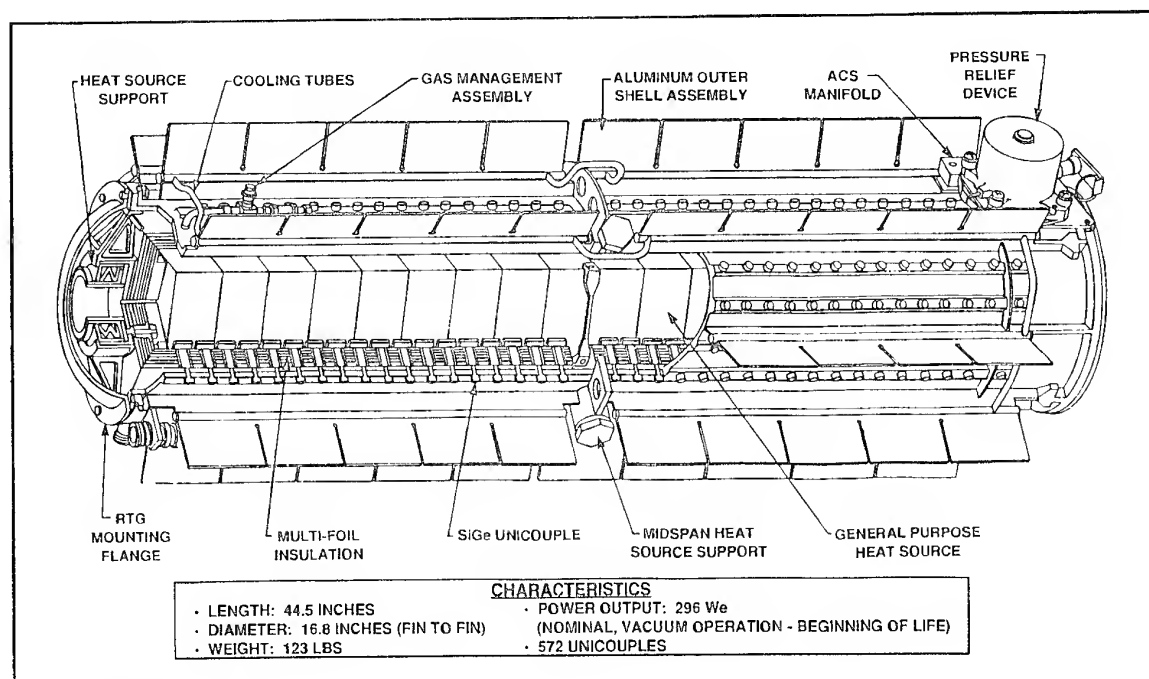 HEAT SOURCE
SUPPORT
COOLING TUBES
GAS MANAGEMENT
ASSEMBLY
ALUMINUM OUTER
SHELL ASSEMBLY
ACS
MANIFOLD
PRESSURE
RELIEF
DEVICE
RTG
MOUNTING
FLANGE
MULTI-FOIL
INSULATION
SiGe UNICOUPLE
MIDSPAN HEAT
SOURCE SUPPORT
GENERAL PURPOSE
HEAT SOURCE
CHARACTERISTICS
· LENGTH: 44.5 INCHES
· DIAMETER: 16.8 INCHES (FIN TO FIN)
· WEIGHT: 123 LBS
· POWER OUTPUT: 296 We
(NOMINAL, VACUUM OPERATION - BEGINNING OF LIFE)
· 572 UNICOUPLES